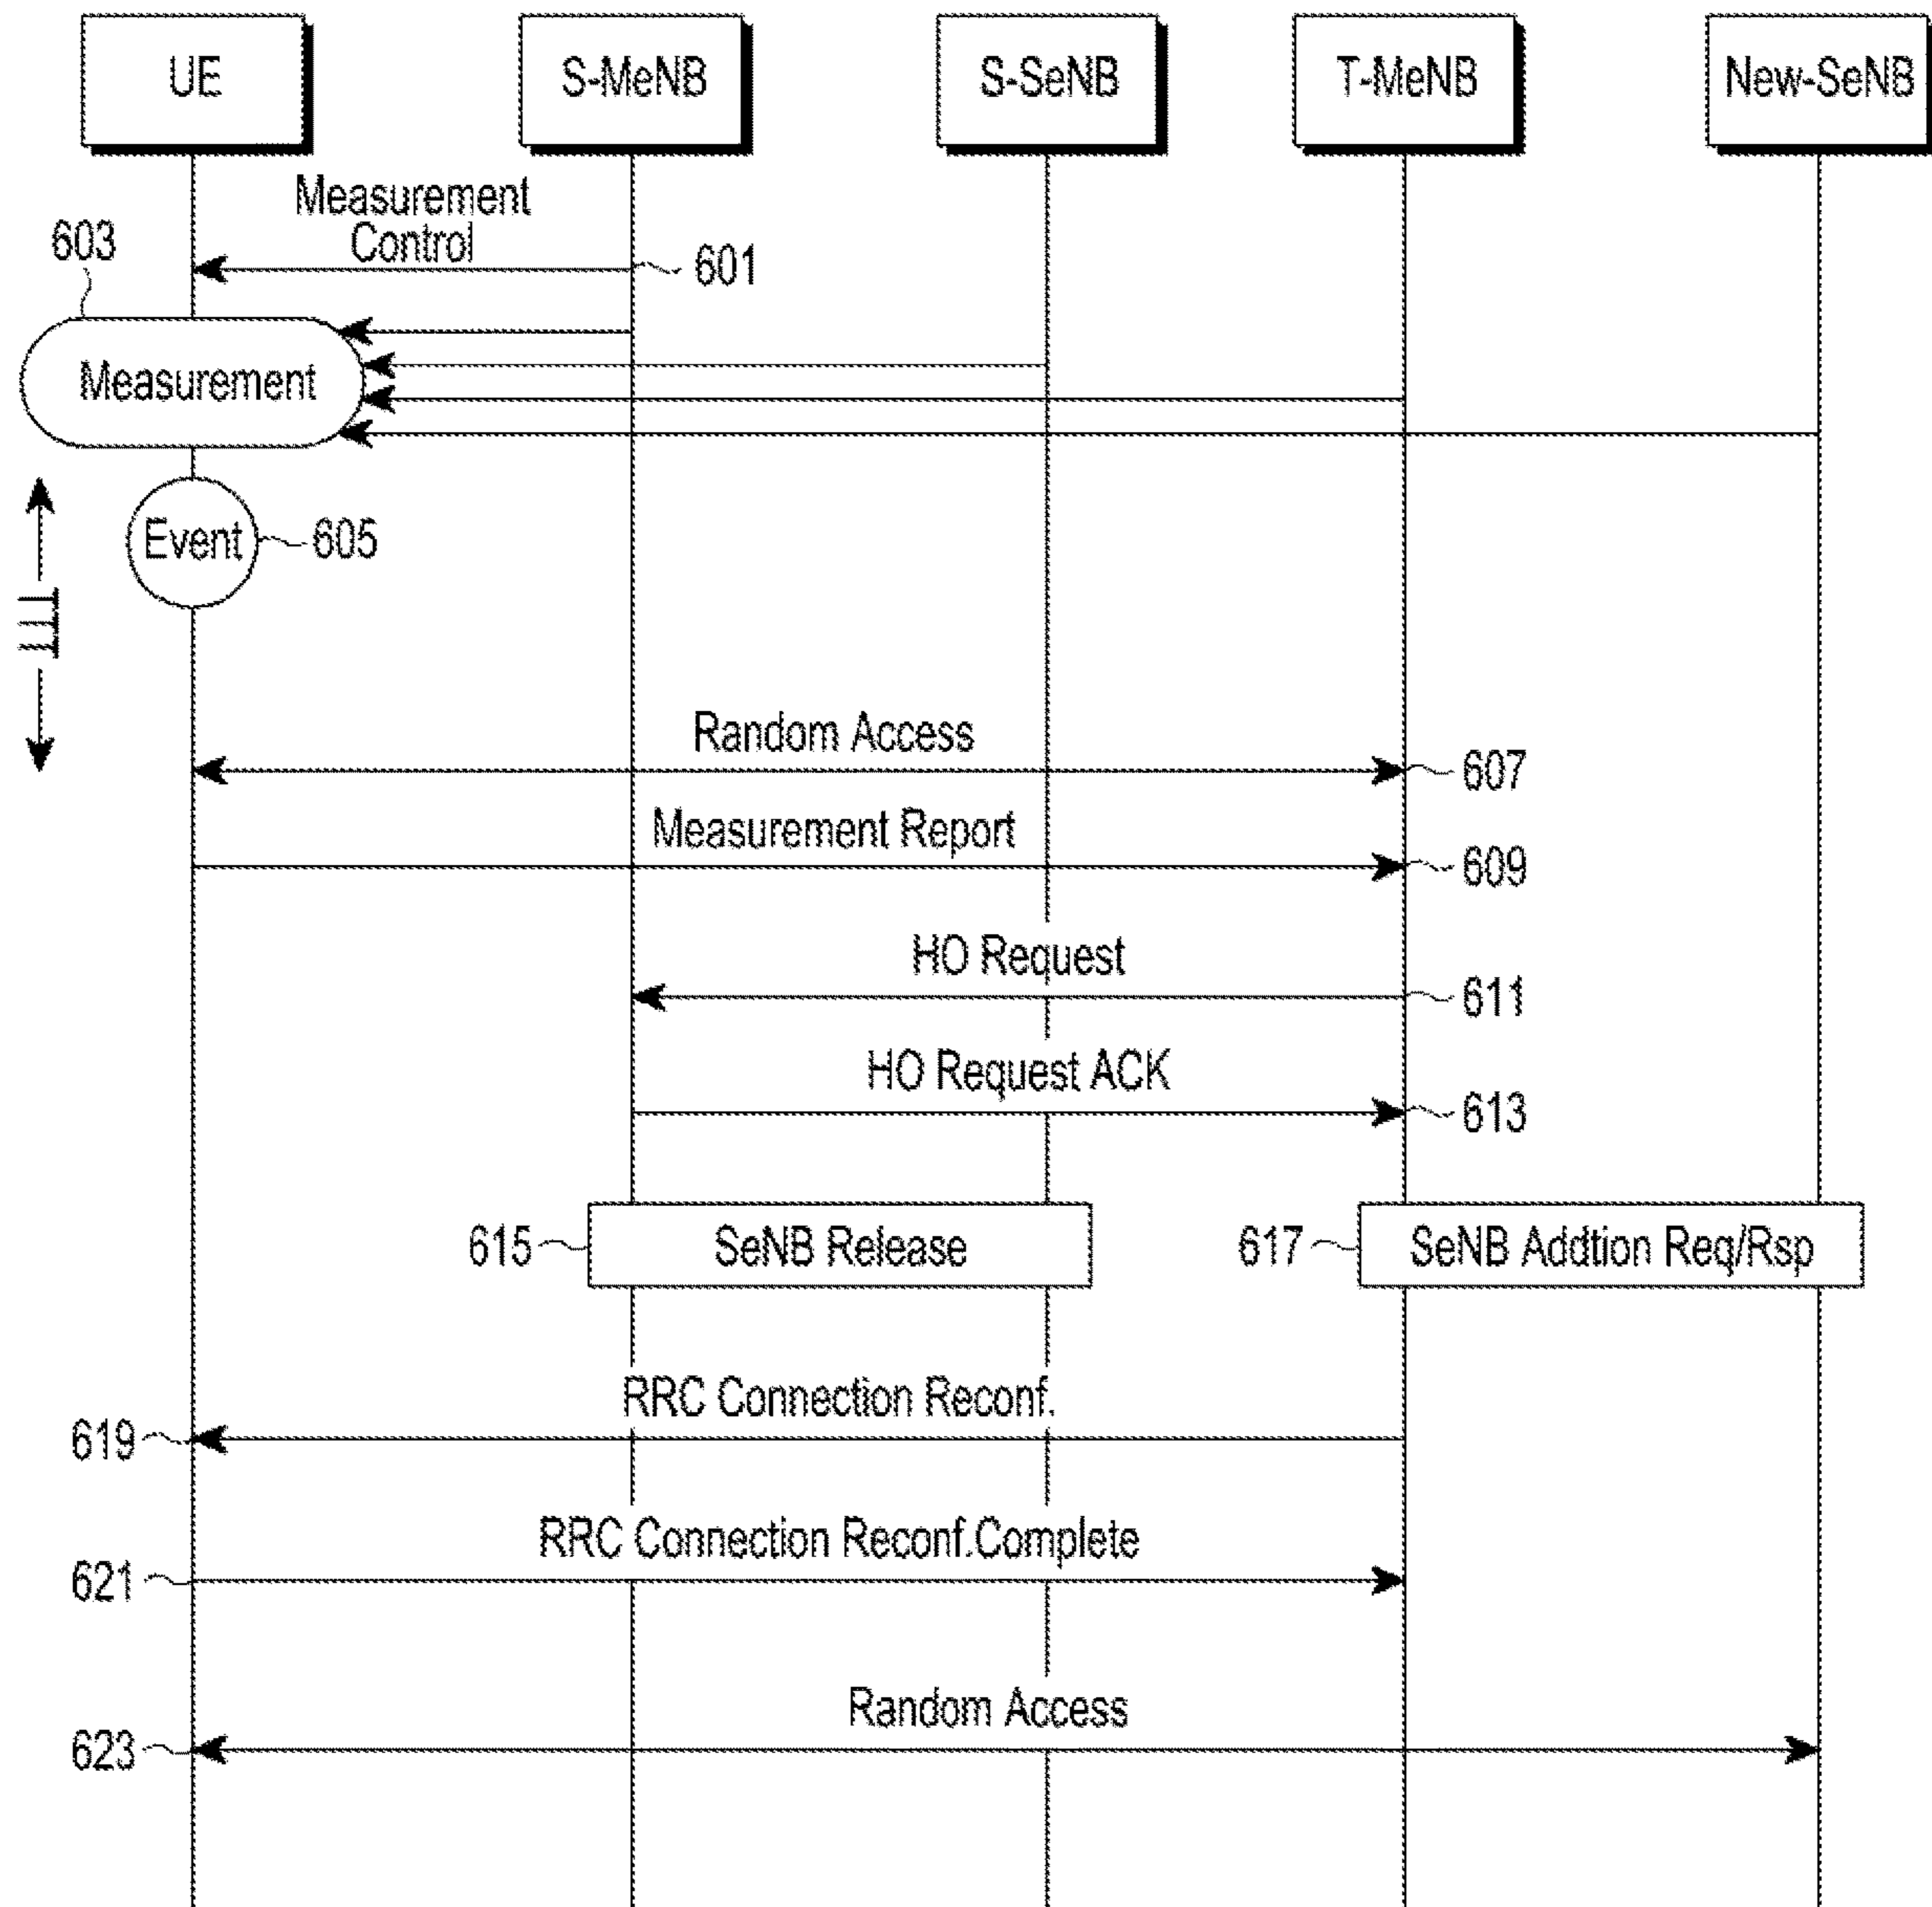 UE
S-MeNB
S-SeNB
T-MeNB
New-SeNB
Measurement
Control
601
603
Measurement
Event
605
TTT
Random Access
607
Measurement Report
609
HO Request
611
HO Request ACK
613
615
SeNB Release
617
SeNB Addtion Req/Rsp
RRC Connection Reconf.
619
RRC Connection Reconf.Complete
621
Random Access
623